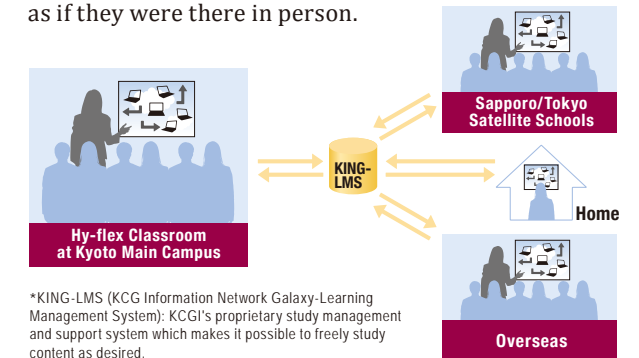 as if they were there in person.
Sapporo/Tokyo
Satellite Schools
KING-
LMS
Home
Hy-flex Classroom
at Kyoto Main Campus
*KING-LMS (KCG Information Network Galaxy-Learning
Management System): KCGI's proprietary study management
and support system which makes it possible to freely study
content as desired.
Overseas